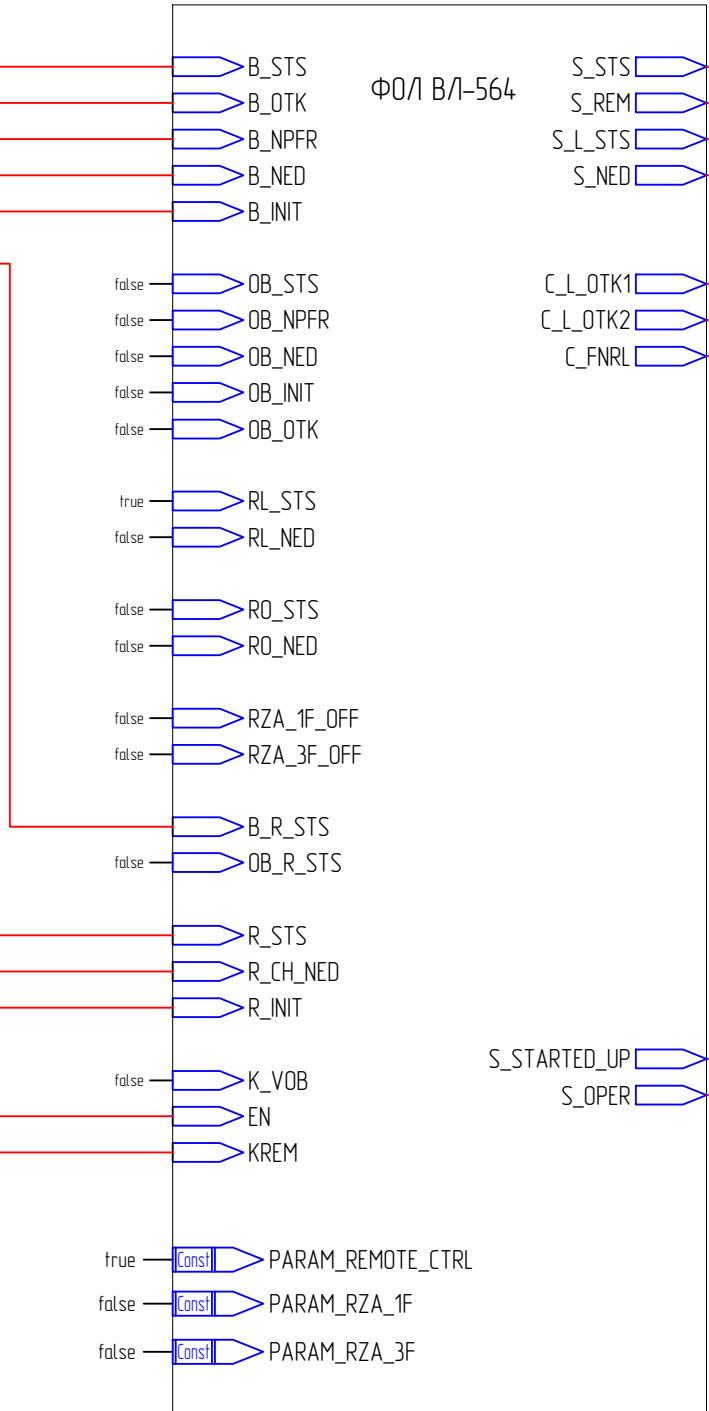 ФОЛ ВЛ-564
B_STS S_STS
B_OTK S_REM
B_NPFR S_L_STS
B_NED S_NED
B_INIT
false OB_STS C_L_OTK1
false OB_NPFR C_L_OTK2
false OB_NED C_FNRL
false OB_INIT
false OB_OTK
true RL_STS
false RL_NED
false RO_STS
false RO_NED
false RZA_1F_OFF
false RZA_3F_OFF
B_R_STS
false OB_R_STS
R_STS
R_CH_NED
R_INIT
S_STARTED_UP
false K_VOB S_OPER
EN
KREM
true Const PARAM_REMOTE_CTRL
false Const PARAM_RZA_1F
false Const PARAM_RZA_3F